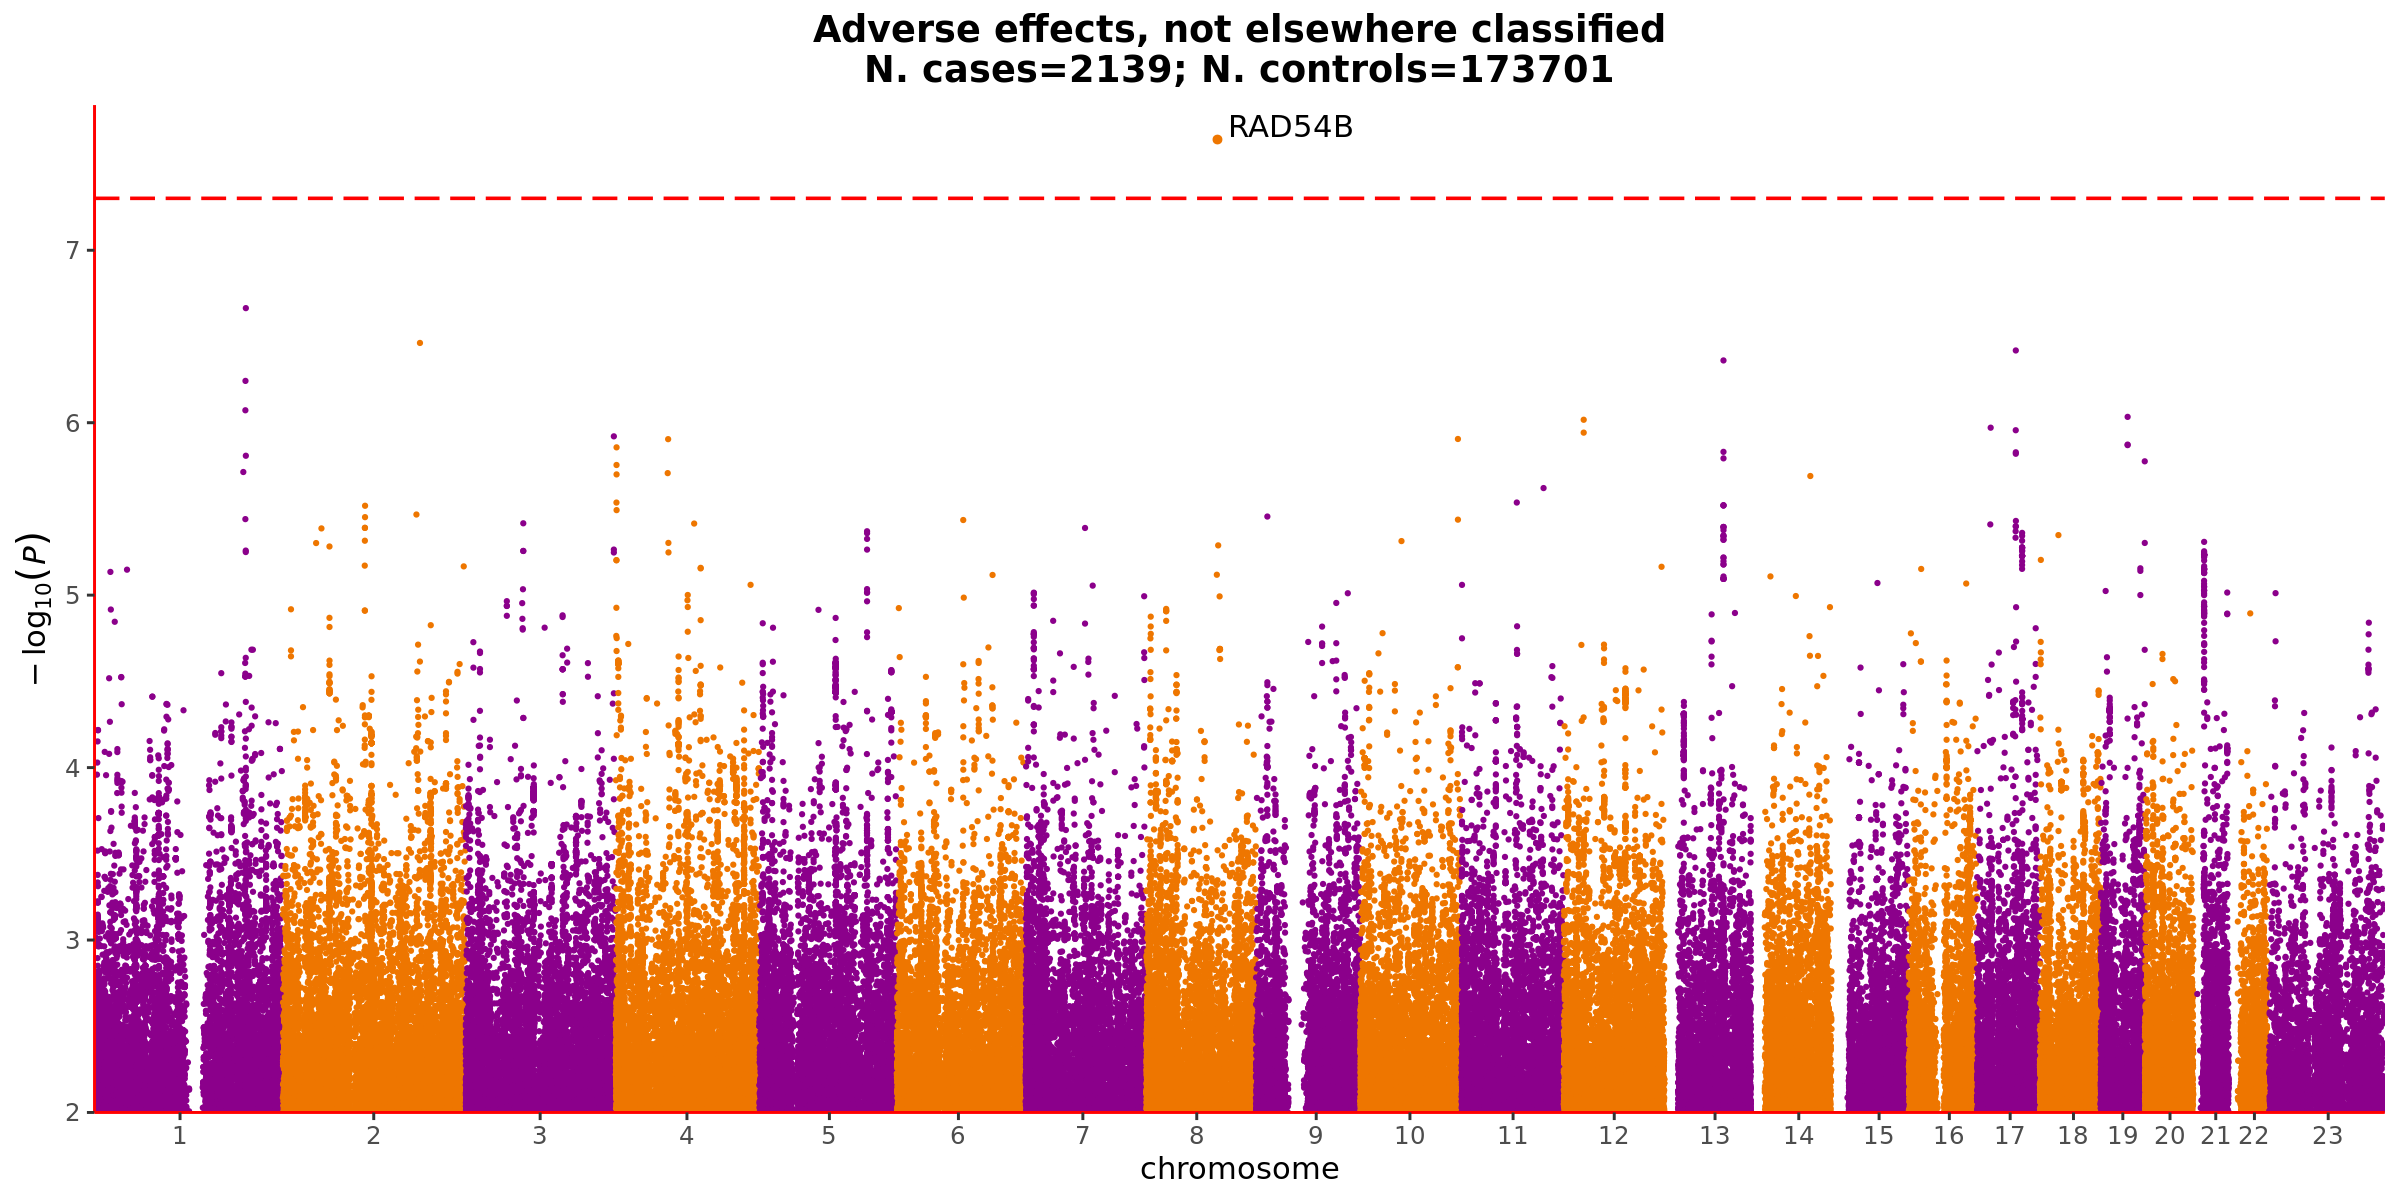 Adverse effects, not elsewhere classified
N. cases=2139; N. controls=173701
RAD54B
7
6
5
4
3
2
−log10(P)
1 2 3 4 5 6 7 8 9 10 11 12 13 14 15 16 17 18 19 20 21 22 23
chromosome